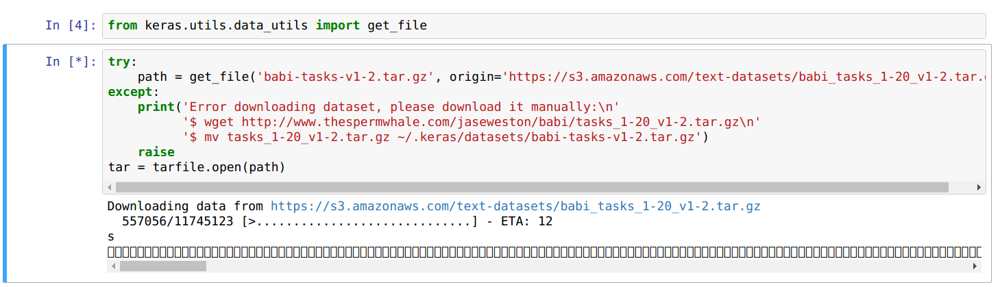 In [4]: from keras.utils.data_utils import get_file
In [*]: try:
    path = get_file('babi-tasks-v1-2.tar.gz', origin='https://s3.amazonaws.com/text-datasets/babi_tasks_1-20_v1-2.tar.
except:
    print('Error downloading dataset, please download it manually:\n'
          '$ wget http://www.thespermwhale.com/jaseweston/babi/tasks_1-20_v1-2.tar.gz\n'
          '$ mv tasks_1-20_v1-2.tar.gz ~/.keras/datasets/babi-tasks-v1-2.tar.gz')
    raise
tar = tarfile.open(path)
Downloading data from https://s3.amazonaws.com/text-datasets/babi_tasks_1-20_v1-2.tar.gz
  557056/11745123 [>.............................] - ETA: 12
s